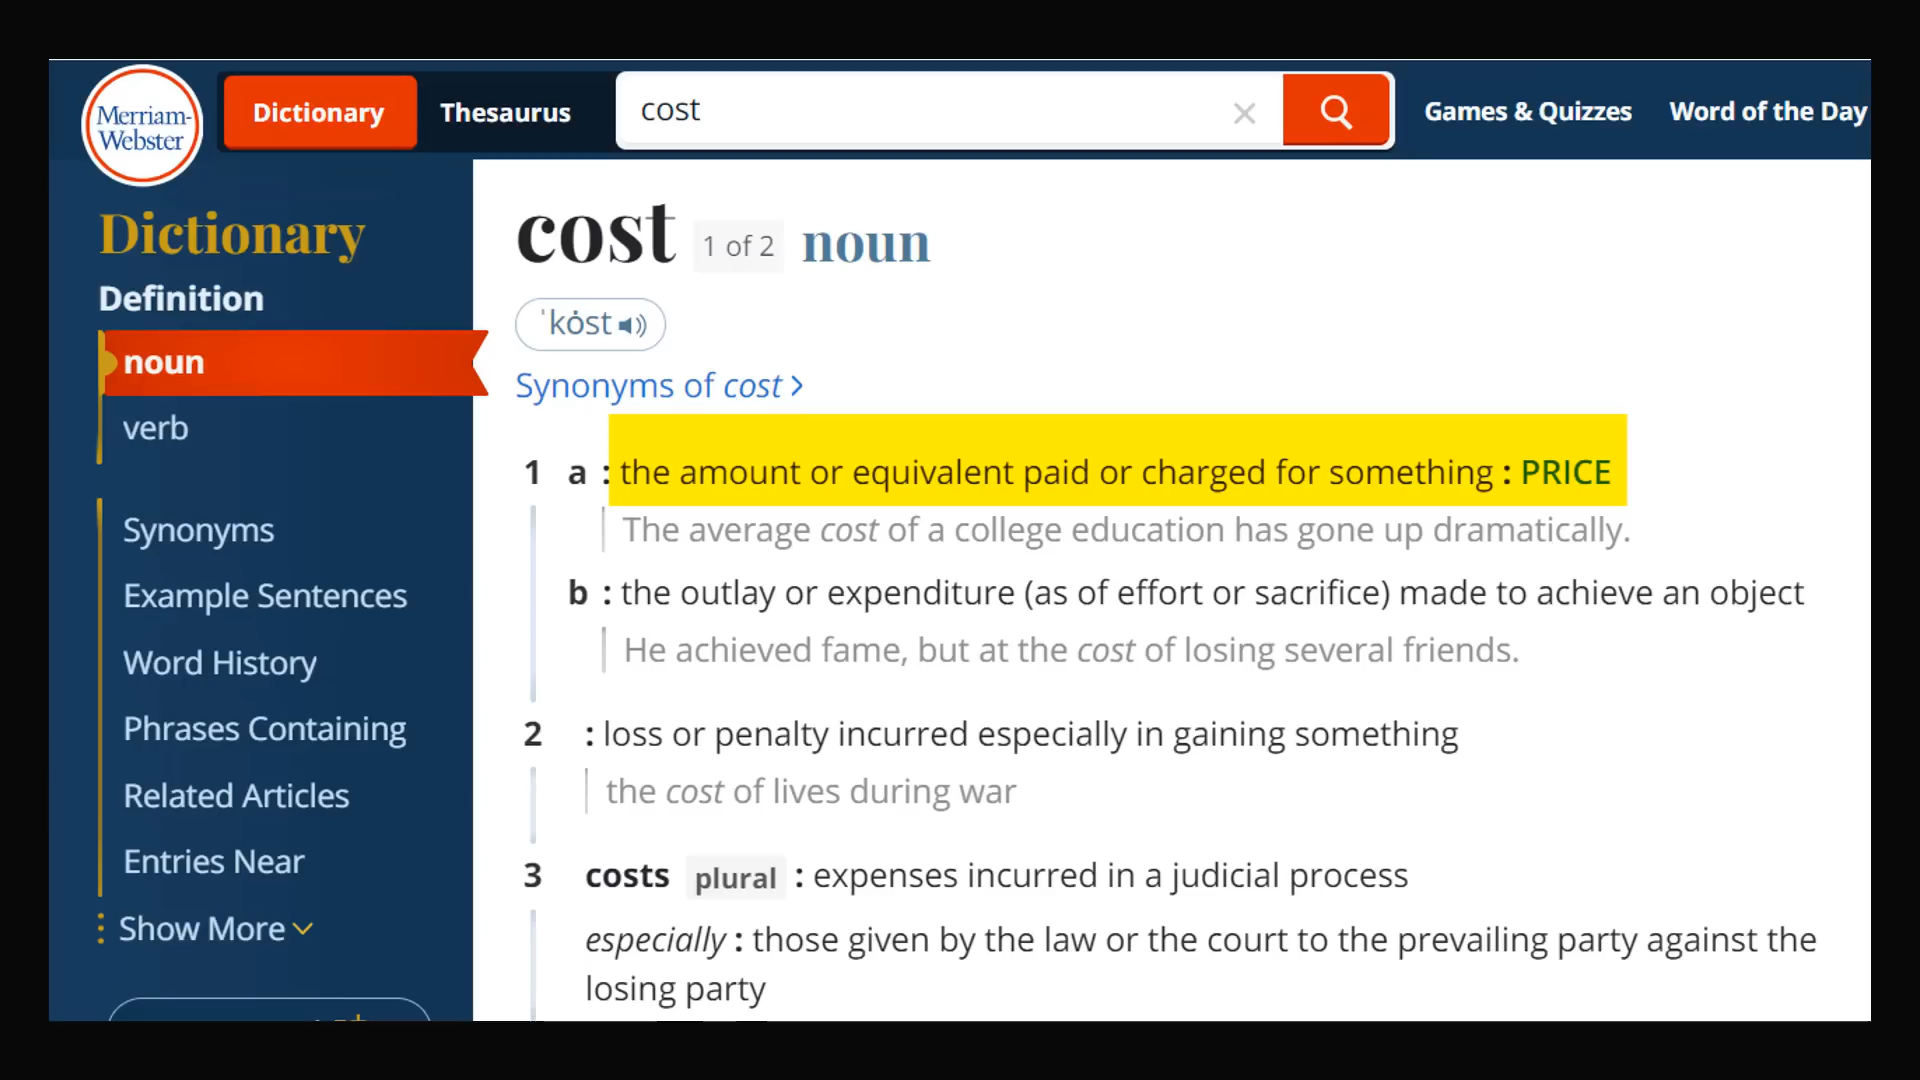 Merriam-
Webster
Dictionary
Thesaurus
cost
Games & Quizzes
Word of the Day
Dictionary
Definition
noun
verb
Synonyms
Example Sentences
Word History
Phrases Containing
Related Articles
Entries Near
Show More
cost 1 of 2 noun
ˈkȯst
Synonyms of cost
1 a : the amount or equivalent paid or charged for something : PRICE
The average cost of a college education has gone up dramatically.
b : the outlay or expenditure (as of effort or sacrifice) made to achieve an object
He achieved fame, but at the cost of losing several friends.
2 : loss or penalty incurred especially in gaining something
the cost of lives during war
3 costs plural : expenses incurred in a judicial process
especially : those given by the law or the court to the prevailing party against the
losing party